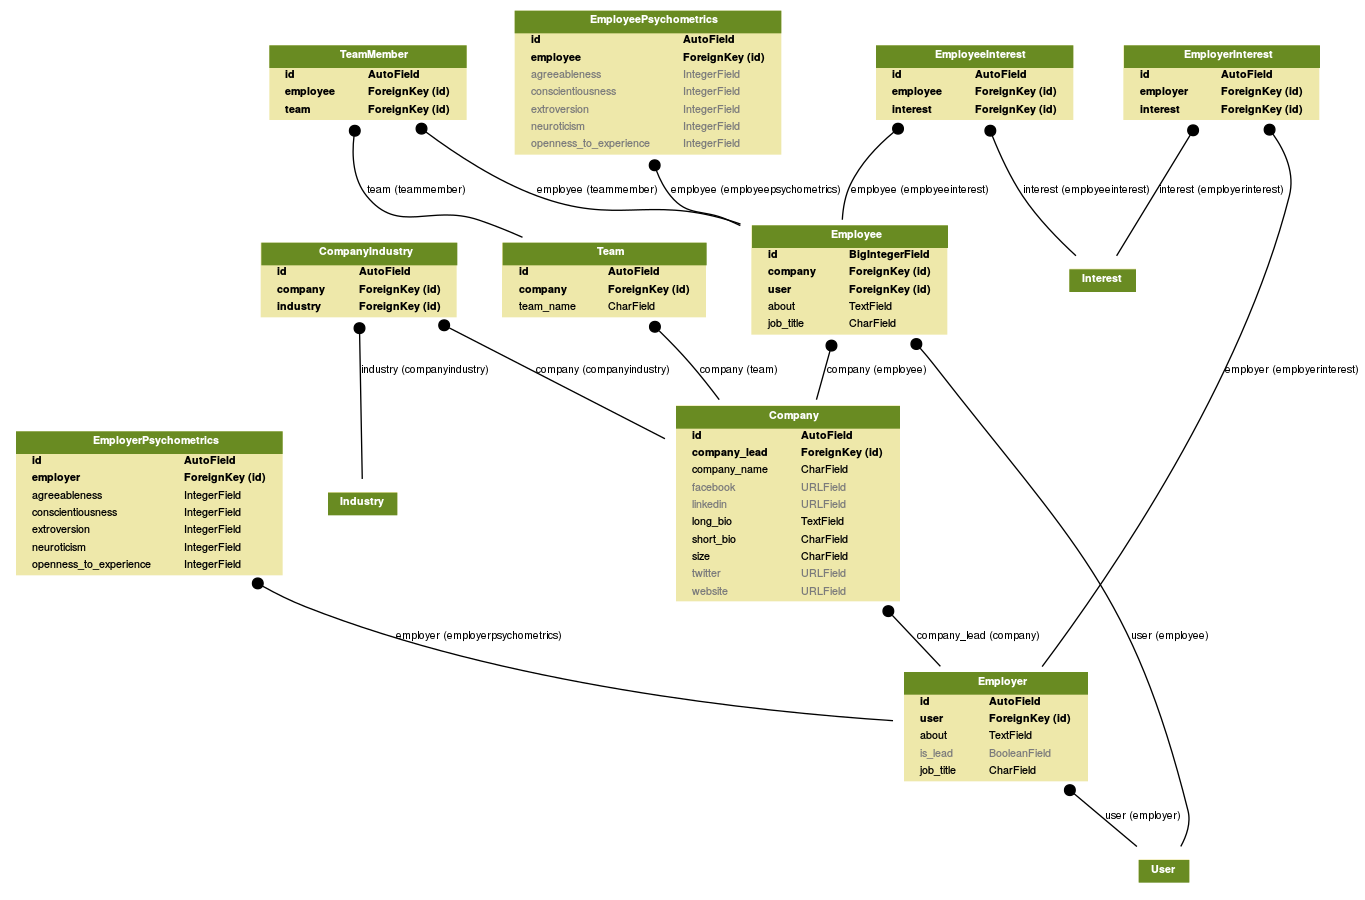 EmployeePsychometrics
id AutoField
employee ForeignKey (id)
agreeableness IntegerField
conscientiousness IntegerField
extroversion IntegerField
neuroticism IntegerField
openness_to_experience IntegerField
TeamMember
id AutoField
employee ForeignKey (id)
team ForeignKey (id)
EmployeeInterest
id AutoField
employee ForeignKey (id)
interest ForeignKey (id)
EmployerInterest
id AutoField
employer ForeignKey (id)
interest ForeignKey (id)
team (teammember)
employee (teammember)
employee (employeepsychometrics)
employee (employeeinterest)
interest (employeeinterest)
interest (employerinterest)
CompanyIndustry
id AutoField
company ForeignKey (id)
industry ForeignKey (id)
Team
id AutoField
company ForeignKey (id)
team_name CharField
Employee
id BigIntegerField
company ForeignKey (id)
user ForeignKey (id)
about TextField
job_title CharField
Interest
industry (companyindustry)
company (companyindustry)
company (team)
company (employee)
employer (employerinterest)
EmployerPsychometrics
id AutoField
employer ForeignKey (id)
agreeableness IntegerField
conscientiousness IntegerField
extroversion IntegerField
neuroticism IntegerField
openness_to_experience IntegerField
Industry
Company
id AutoField
company_lead ForeignKey (id)
company_name CharField
facebook URLField
linkedin URLField
long_bio TextField
short_bio CharField
size CharField
twitter URLField
website URLField
employer (employerpsychometrics)
company_lead (company)
user (employee)
Employer
id AutoField
user ForeignKey (id)
about TextField
is_lead BooleanField
job_title CharField
user (employer)
User